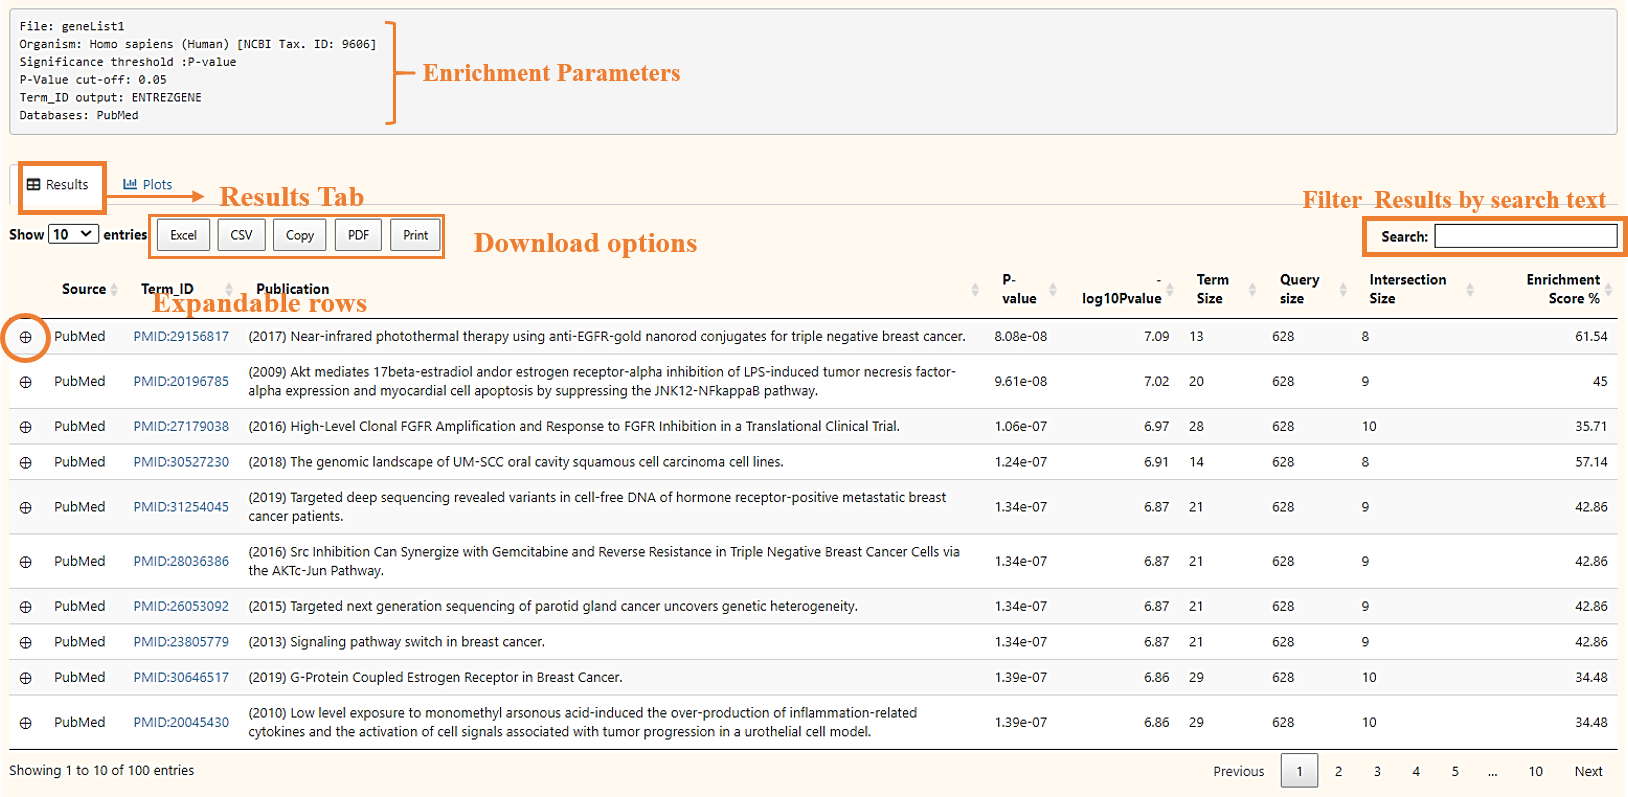 File: geneList1
Organism: Homo sapiens (Human) [NCBI Tax. ID: 9606]
Significance threshold :P-value
P-Value cut-off: 0.05
Term_ID output: ENTREZGENE
Databases: PubMed
Enrichment Parameters
Results Plots
Results Tab
Filter Results by search text
Show 10 entries Excel CSV Copy PDF Print
Download options
Search:
Source Term_ID Publication P-value -log10Pvalue Term Size Query size Intersection Size Enrichment Score %
Expandable rows
PubMed PMID:29156817 (2017) Near-infrared photothermal therapy using anti-EGFR-gold nanorod conjugates for triple negative breast cancer. 8.08e-08 7.09 13 628 8 61.54
PubMed PMID:20196785 (2009) Akt mediates 17beta-estradiol andor estrogen receptor-alpha inhibition of LPS-induced tumor necresis factor-
alpha expression and myocardial cell apoptosis by suppressing the JNK12-NFkappaB pathway. 9.61e-08 7.02 20 628 9 45
PubMed PMID:27179038 (2016) High-Level Clonal FGFR Amplification and Response to FGFR Inhibition in a Translational Clinical Trial. 1.06e-07 6.97 28 628 10 35.71
PubMed PMID:30527230 (2018) The genomic landscape of UM-SCC oral cavity squamous cell carcinoma cell lines. 1.24e-07 6.91 14 628 8 57.14
PubMed PMID:31254045 (2019) Targeted deep sequencing revealed variants in cell-free DNA of hormone receptor-positive metastatic breast
cancer patients. 1.34e-07 6.87 21 628 9 42.86
PubMed PMID:28036386 (2016) Src Inhibition Can Synergize with Gemcitabine and Reverse Resistance in Triple Negative Breast Cancer Cells via
the AKTc-Jun Pathway. 1.34e-07 6.87 21 628 9 42.86
PubMed PMID:26053092 (2015) Targeted next generation sequencing of parotid gland cancer uncovers genetic heterogeneity. 1.34e-07 6.87 21 628 9 42.86
PubMed PMID:23805779 (2013) Signaling pathway switch in breast cancer. 1.34e-07 6.87 21 628 9 42.86
PubMed PMID:30646517 (2019) G-Protein Coupled Estrogen Receptor in Breast Cancer. 1.39e-07 6.86 29 628 10 34.48
PubMed PMID:20045430 (2010) Low level exposure to monomethyl arsonous acid-induced the over-production of inflammation-related
cytokines and the activation of cell signals associated with tumor progression in a urothelial cell model. 1.39e-07 6.86 29 628 10 34.48
Showing 1 to 10 of 100 entries
Previous 1 2 3 4 5 ... 10 Next